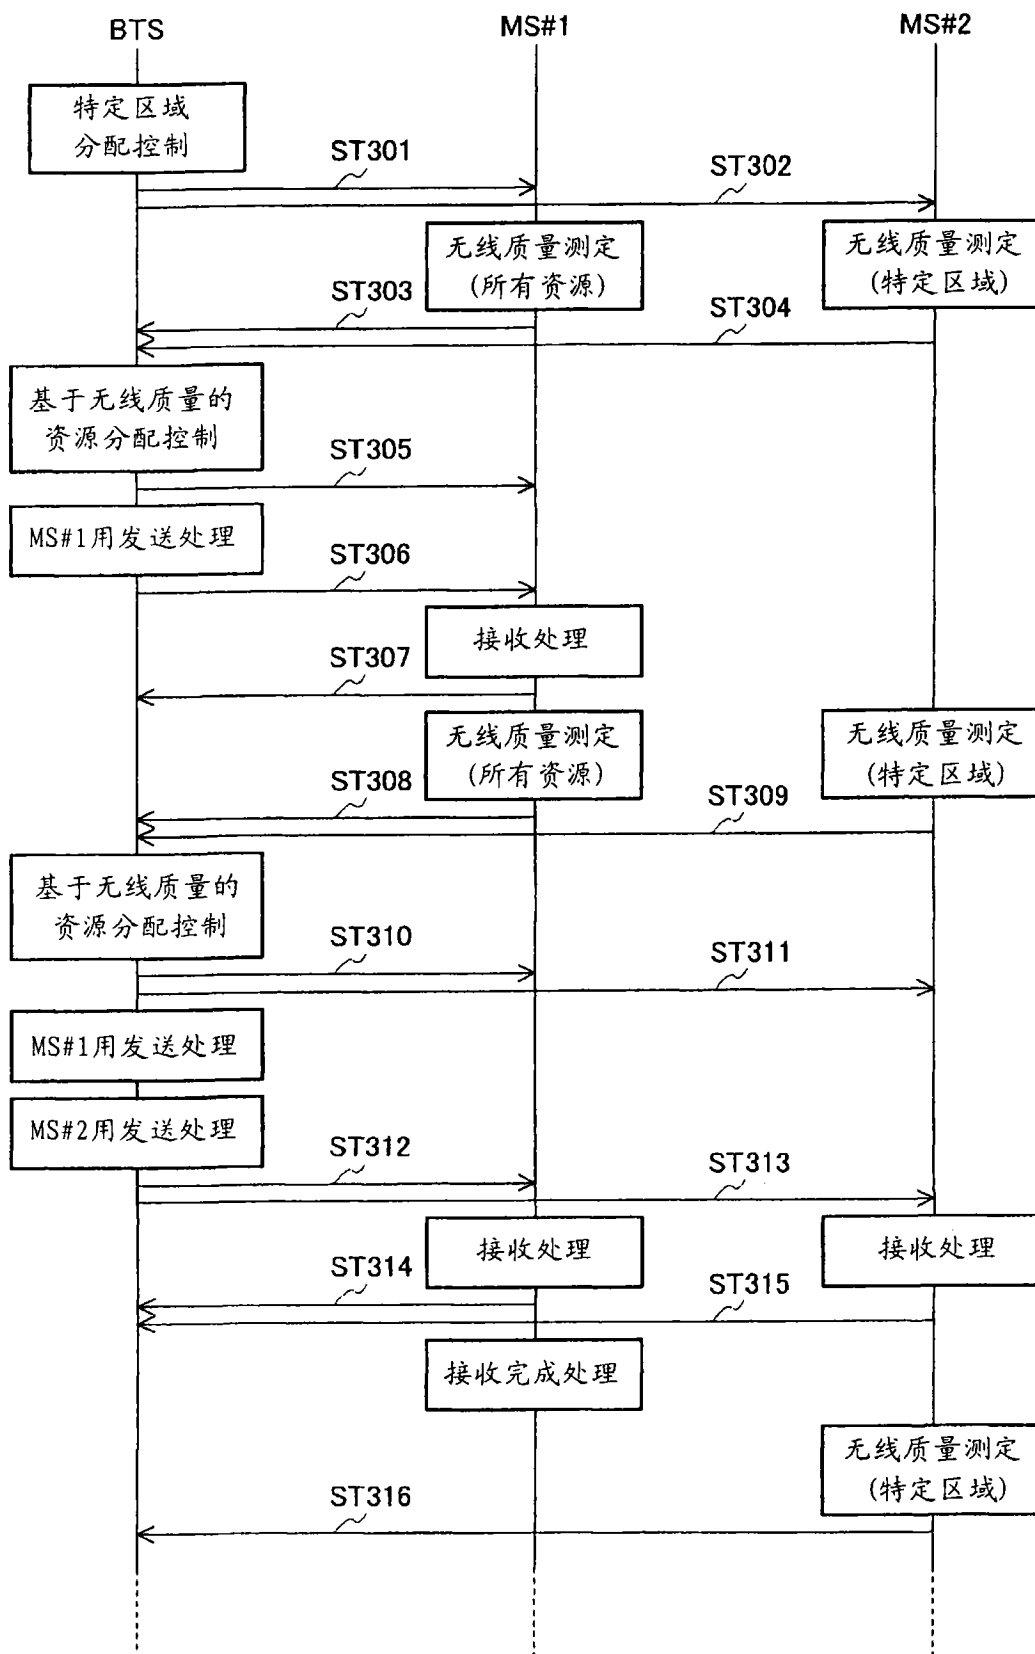 BTS
MS#1
MS#2
特定区域
分配控制
ST301
ST302
无线质量测定
(所有资源)
无线质量测定
(特定区域)
ST303
ST304
基于无线质量的
资源分配控制
ST305
MS#1用发送处理
ST306
接收处理
ST307
无线质量测定
(所有资源)
无线质量测定
(特定区域)
ST308
ST309
基于无线质量的
资源分配控制
ST310
ST311
MS#1用发送处理
MS#2用发送处理
ST312
ST313
接收处理
接收处理
ST314
ST315
接收完成处理
无线质量测定
(特定区域)
ST316